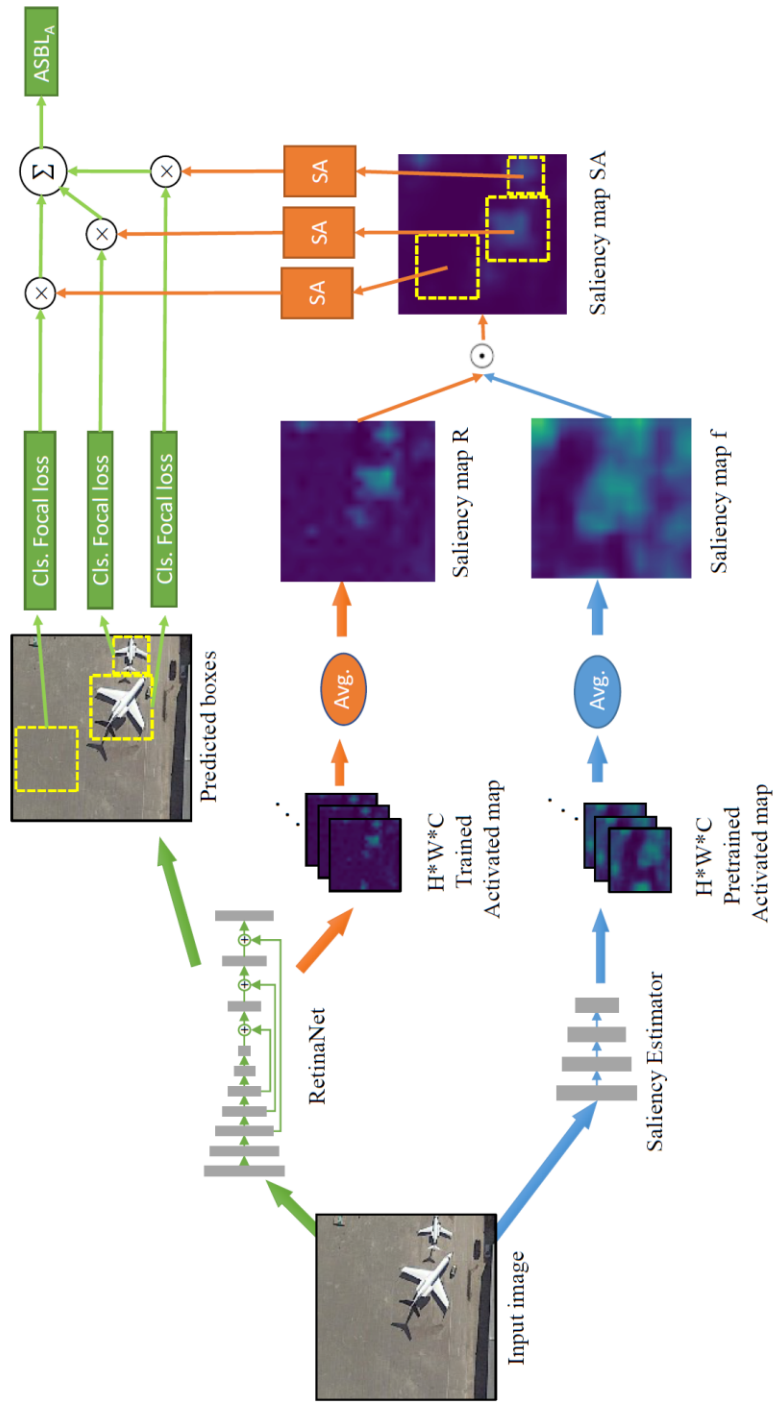 Input image
RetinaNet
Saliency Estimator
Predicted boxes
H*W*C
Trained
Activated map
H*W*C
Pretrained
Activated map
Avg.
Avg.
Saliency map R
Saliency map f
Cls. Focal loss
Cls. Focal loss
Cls. Focal loss
SA
SA
SA
Saliency map SA
Σ
ASBL_A